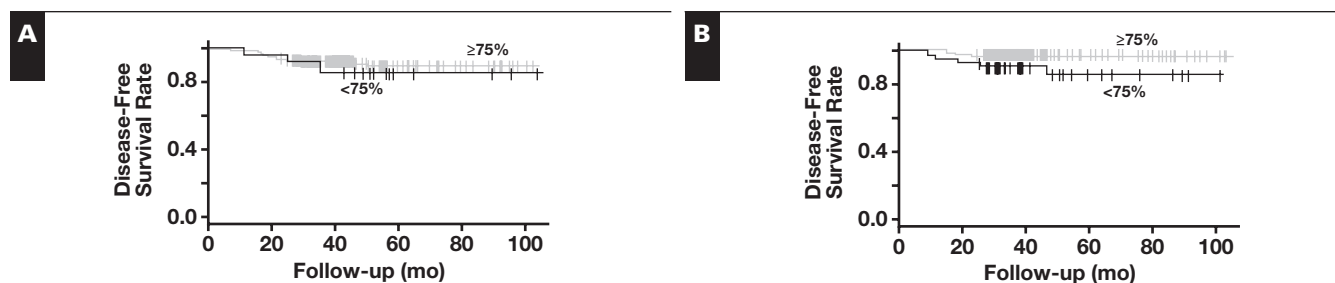 A
Disease-Free
Survival Rate
0.8
0.4
0.0
≥75%
<75%
0 20 40 60 80 100
Follow-up (mo)
B
Disease-Free
Survival Rate
0.8
0.4
0.0
≥75%
<75%
0 20 40 60 80 100
Follow-up (mo)